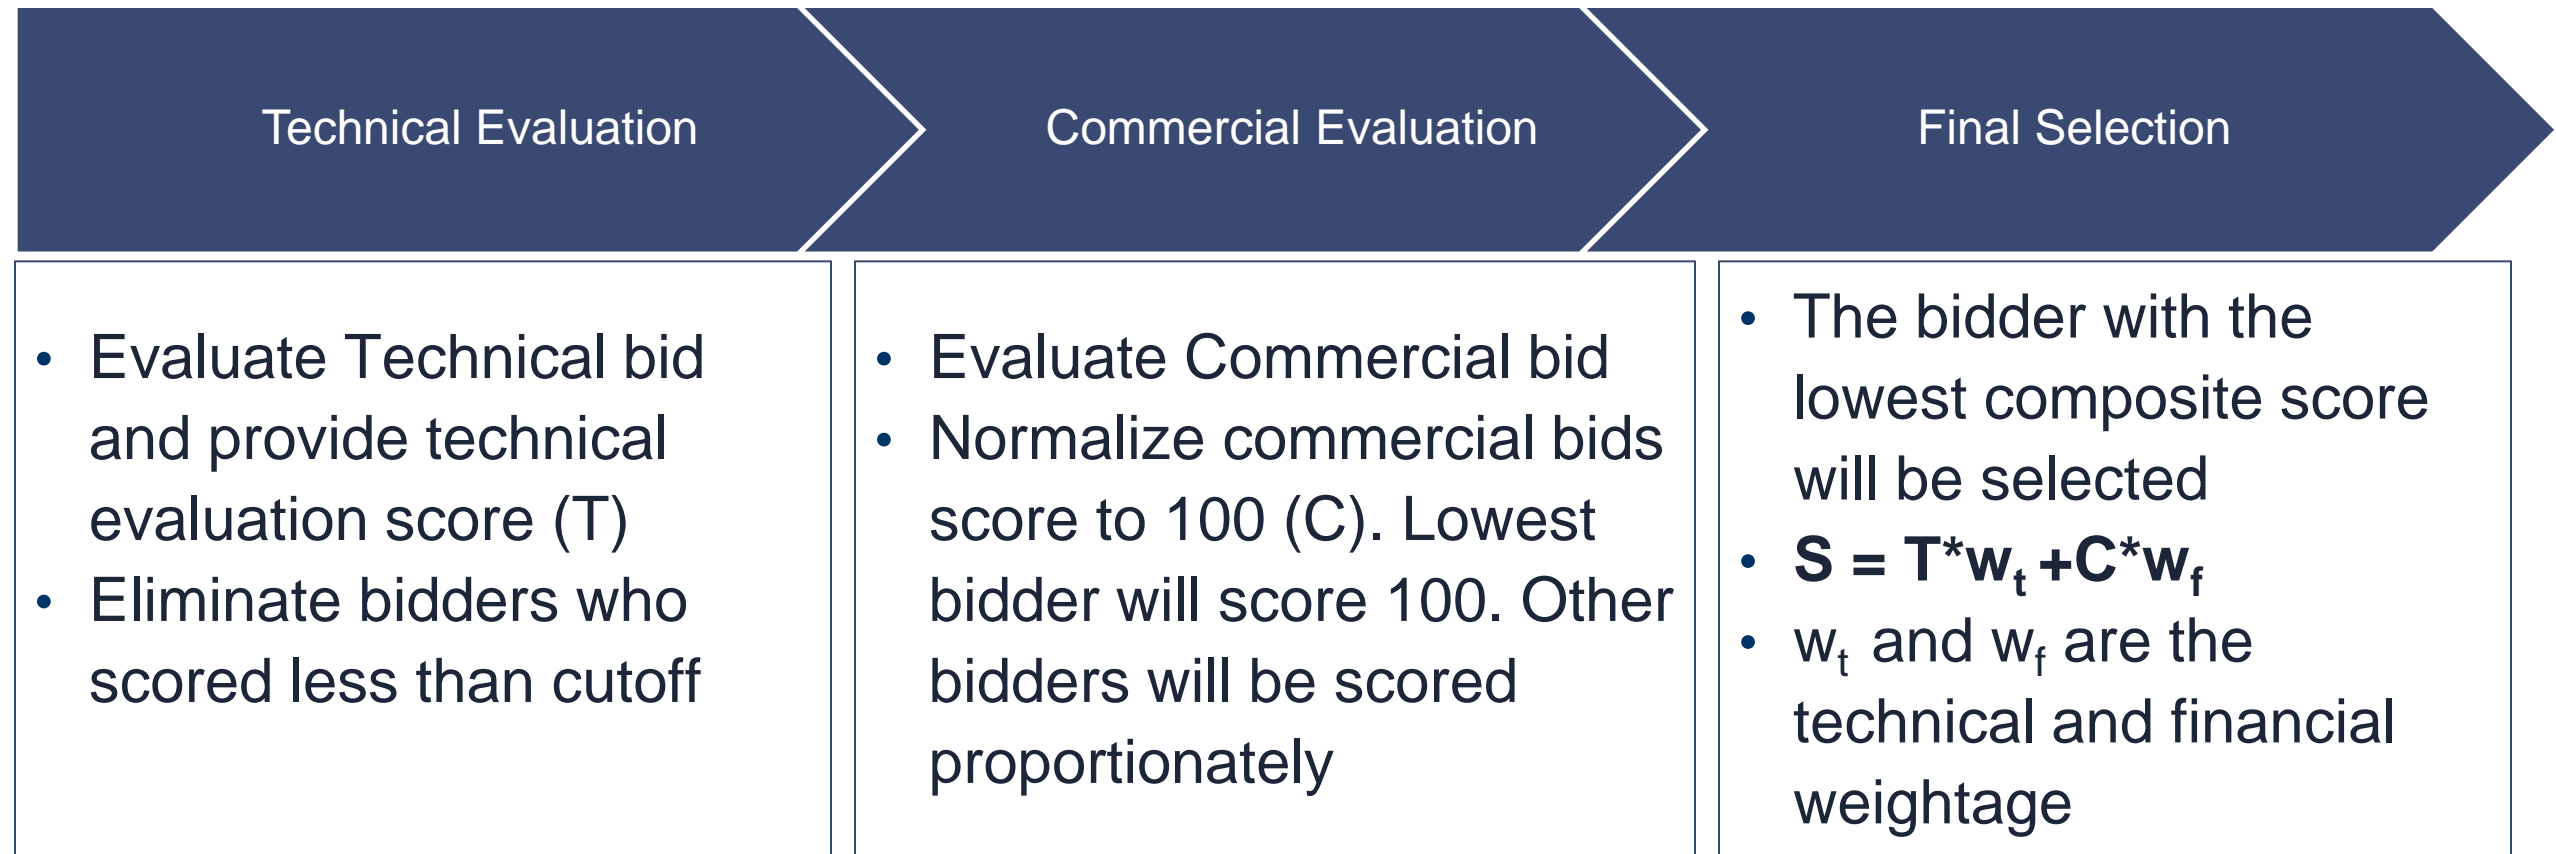 Technical Evaluation
Commercial Evaluation
Final Selection
• Evaluate Technical bid
and provide technical
evaluation score (T)
• Eliminate bidders who
scored less than cutoff
• Evaluate Commercial bid
• Normalize commercial bids
score to 100 (C). Lowest
bidder will score 100. Other
bidders will be scored
proportionately
• The bidder with the
lowest composite score
will be selected
• S = T*wt +C*wf
• wt and wf are the
technical and financial
weightage